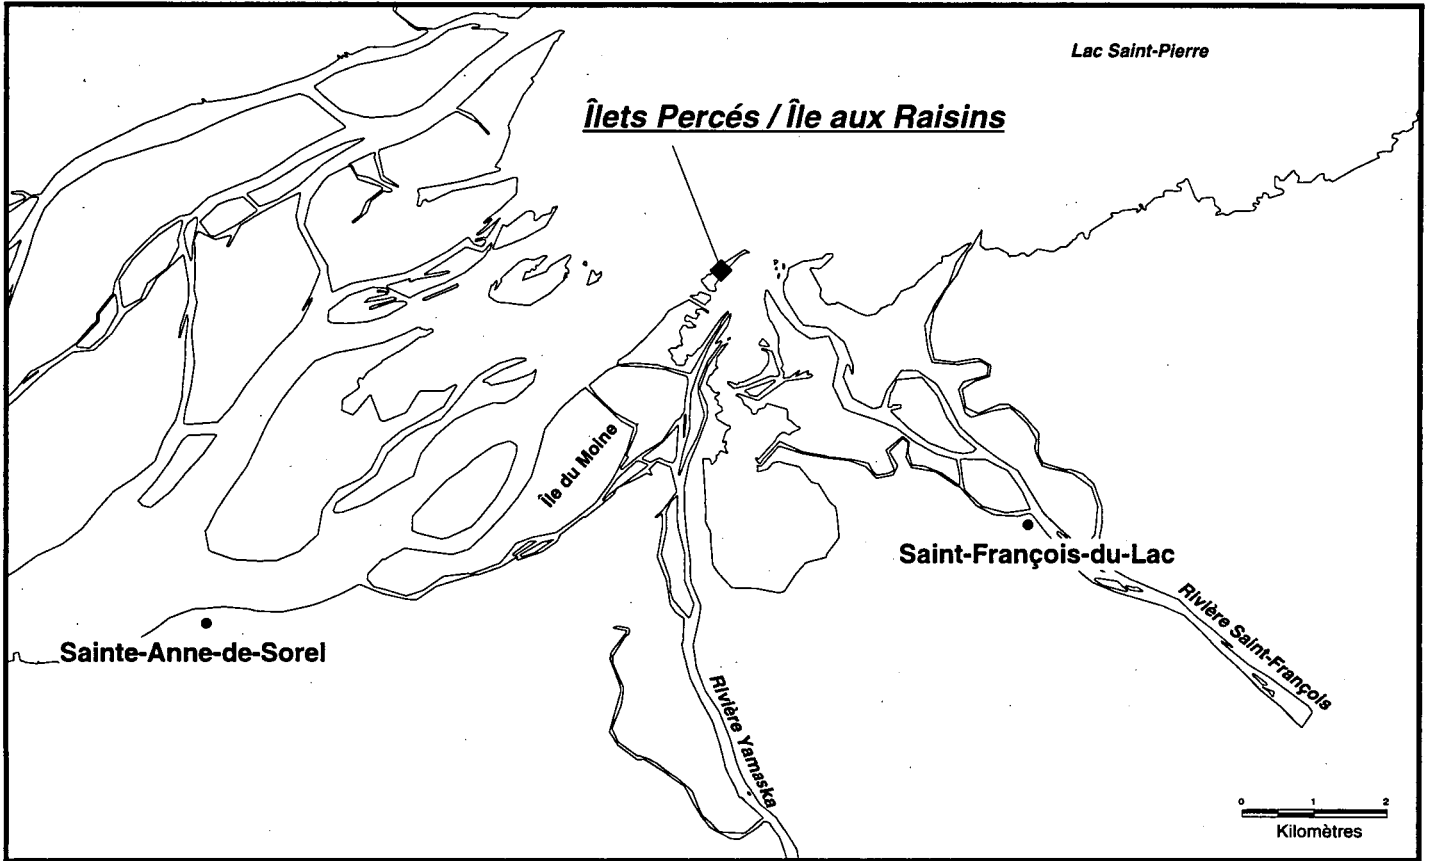 Lac Saint-Pierre
Îlets Percés / Île aux Raisins
Île du Moine
Saint-François-du-Lac
Rivière Saint-François
Sainte-Anne-de-Sorel
Rivière Yamaska
0 1 2
Kilomètres